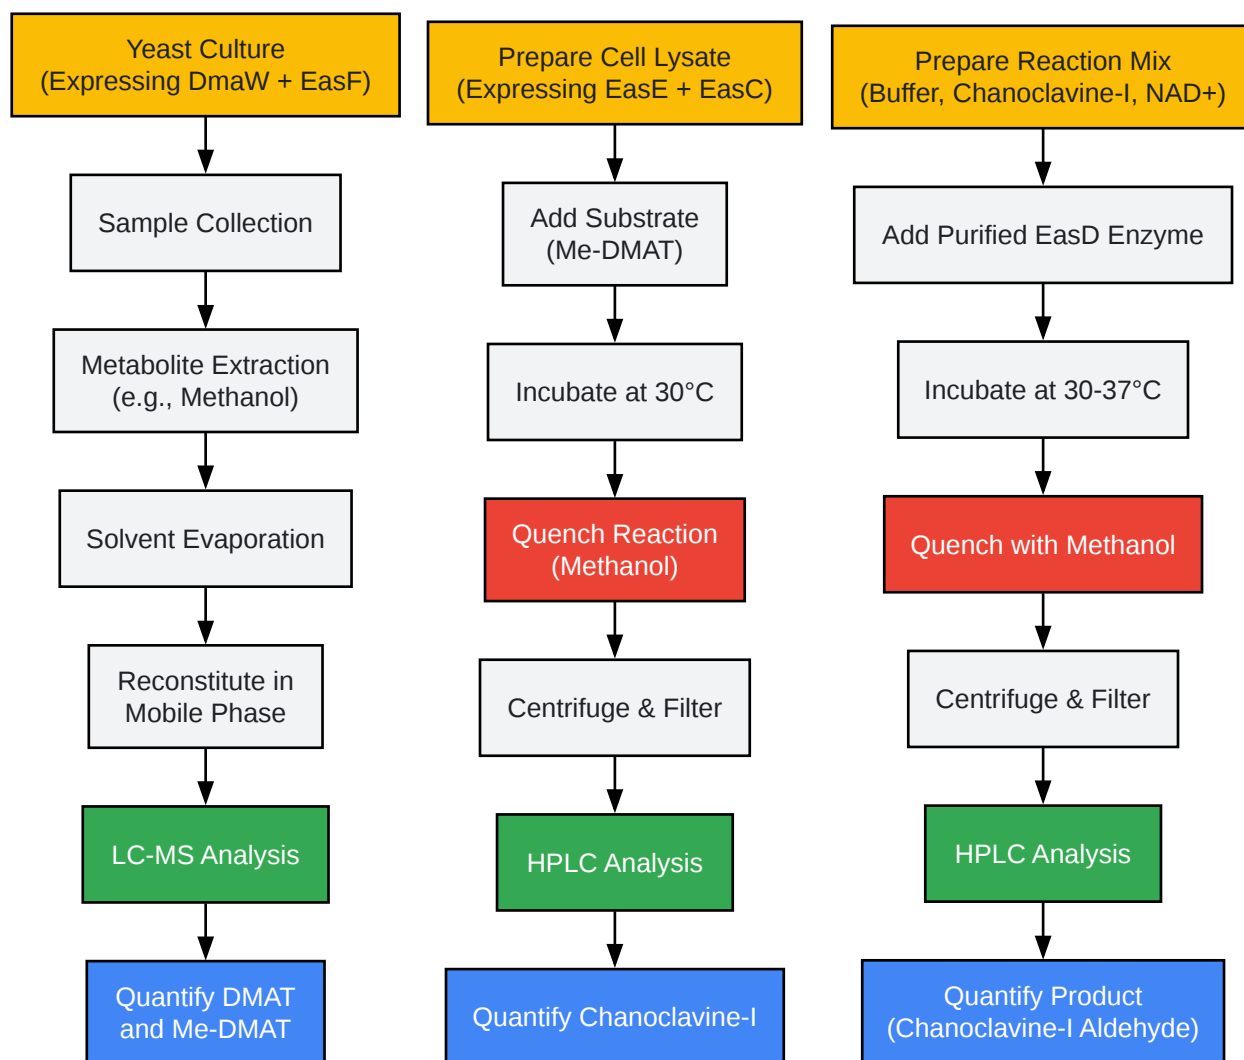 Yeast Culture
(Expressing DmaW + EasF)
Sample Collection
Metabolite Extraction
(e.g., Methanol)
Solvent Evaporation
Reconstitute in
Mobile Phase
LC-MS Analysis
Quantify DMAT
and Me-DMAT
Prepare Cell Lysate
(Expressing EasE + EasC)
Add Substrate
(Me-DMAT)
Incubate at 30°C
Quench Reaction
(Methanol)
Centrifuge & Filter
HPLC Analysis
Quantify Chanoclavine-I
Prepare Reaction Mix
(Buffer, Chanoclavine-I, NAD+)
Add Purified EasD Enzyme
Incubate at 30-37°C
Quench with Methanol
Centrifuge & Filter
HPLC Analysis
Quantify Product
(Chanoclavine-I Aldehyde)